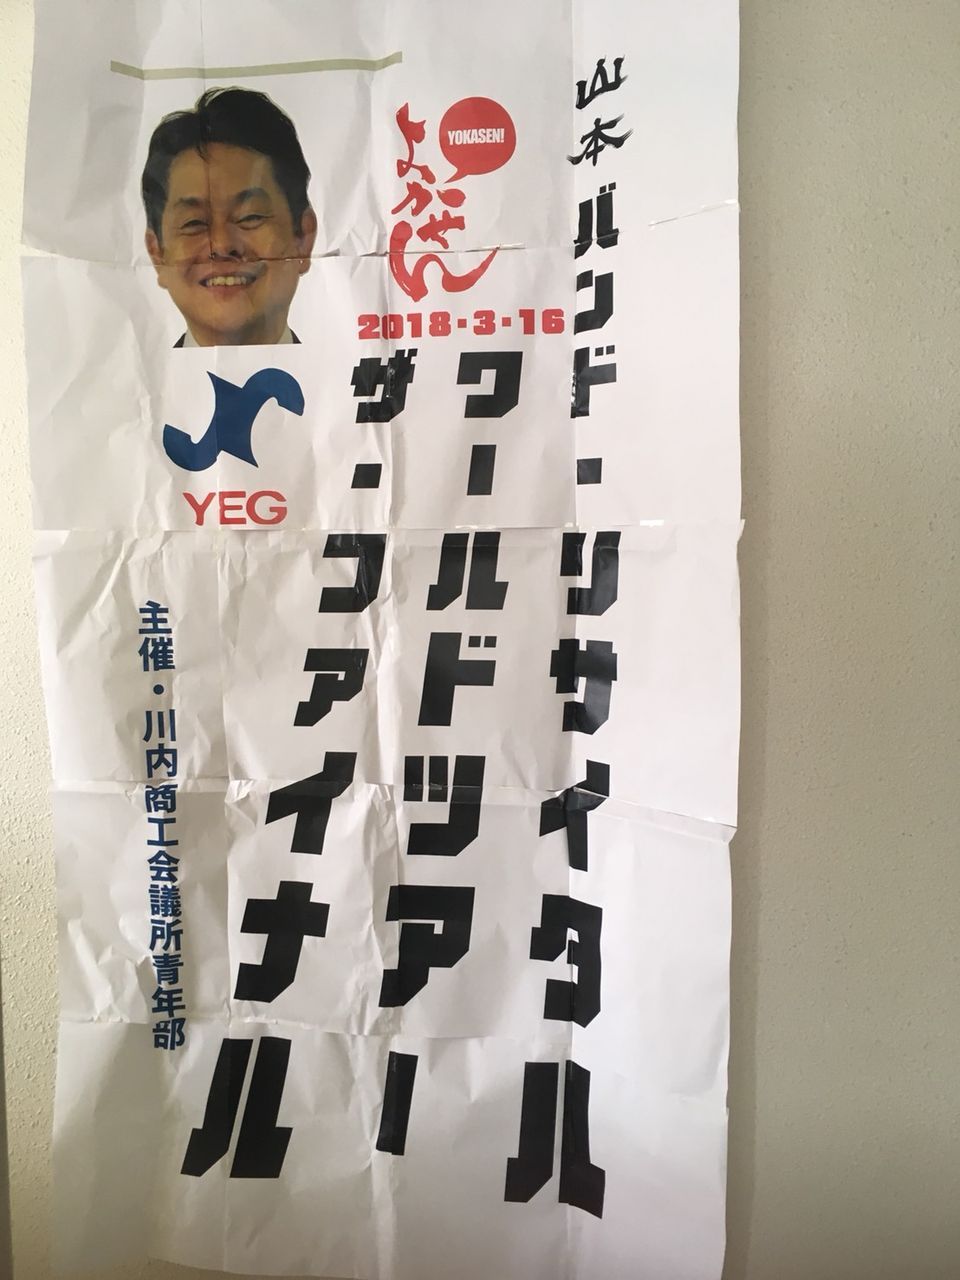 山本バンド・リサイタル
YOKASEN!
よかせん
2018・3・16
ワールドツアー
ザ・ファイナル
YEG
主催・川内商工会議所青年部